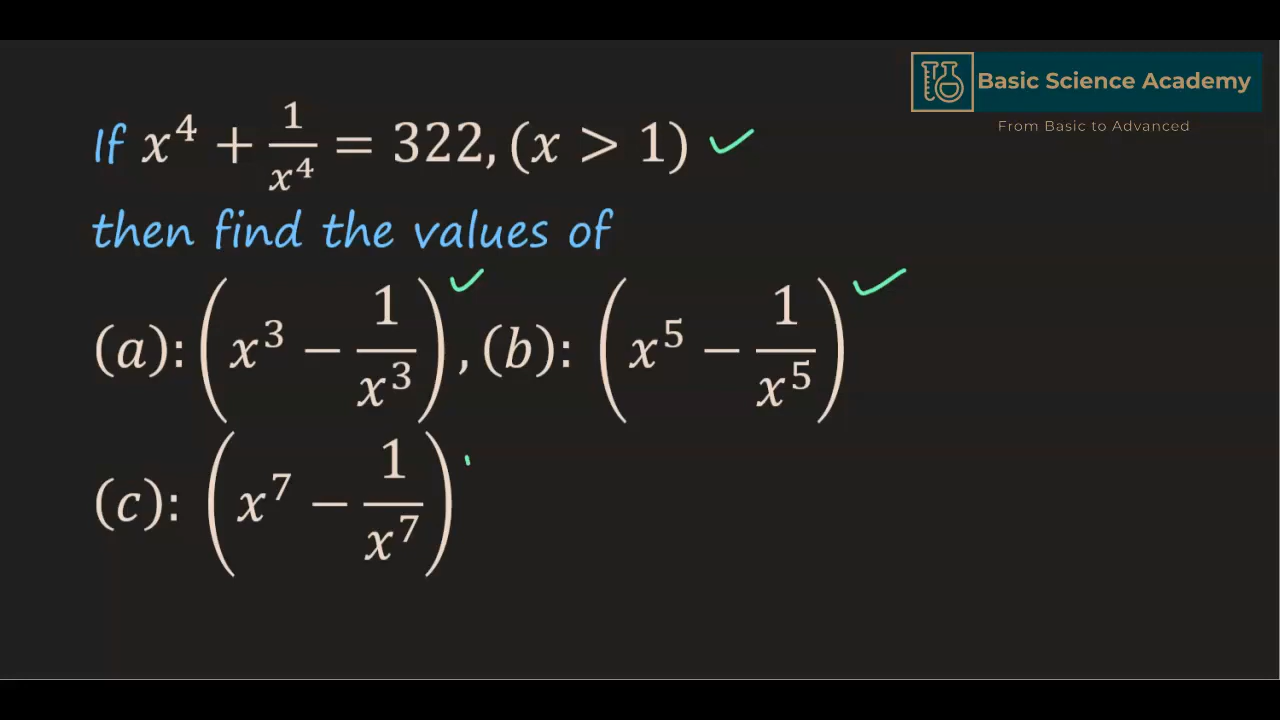 Basic Science Academy
From Basic to Advanced
If x⁴ + 1/x⁴ = 322, (x > 1)
then find the values of
(a): (x³ − 1/x³), (b): (x⁵ − 1/x⁵)
(c): (x⁷ − 1/x⁷)